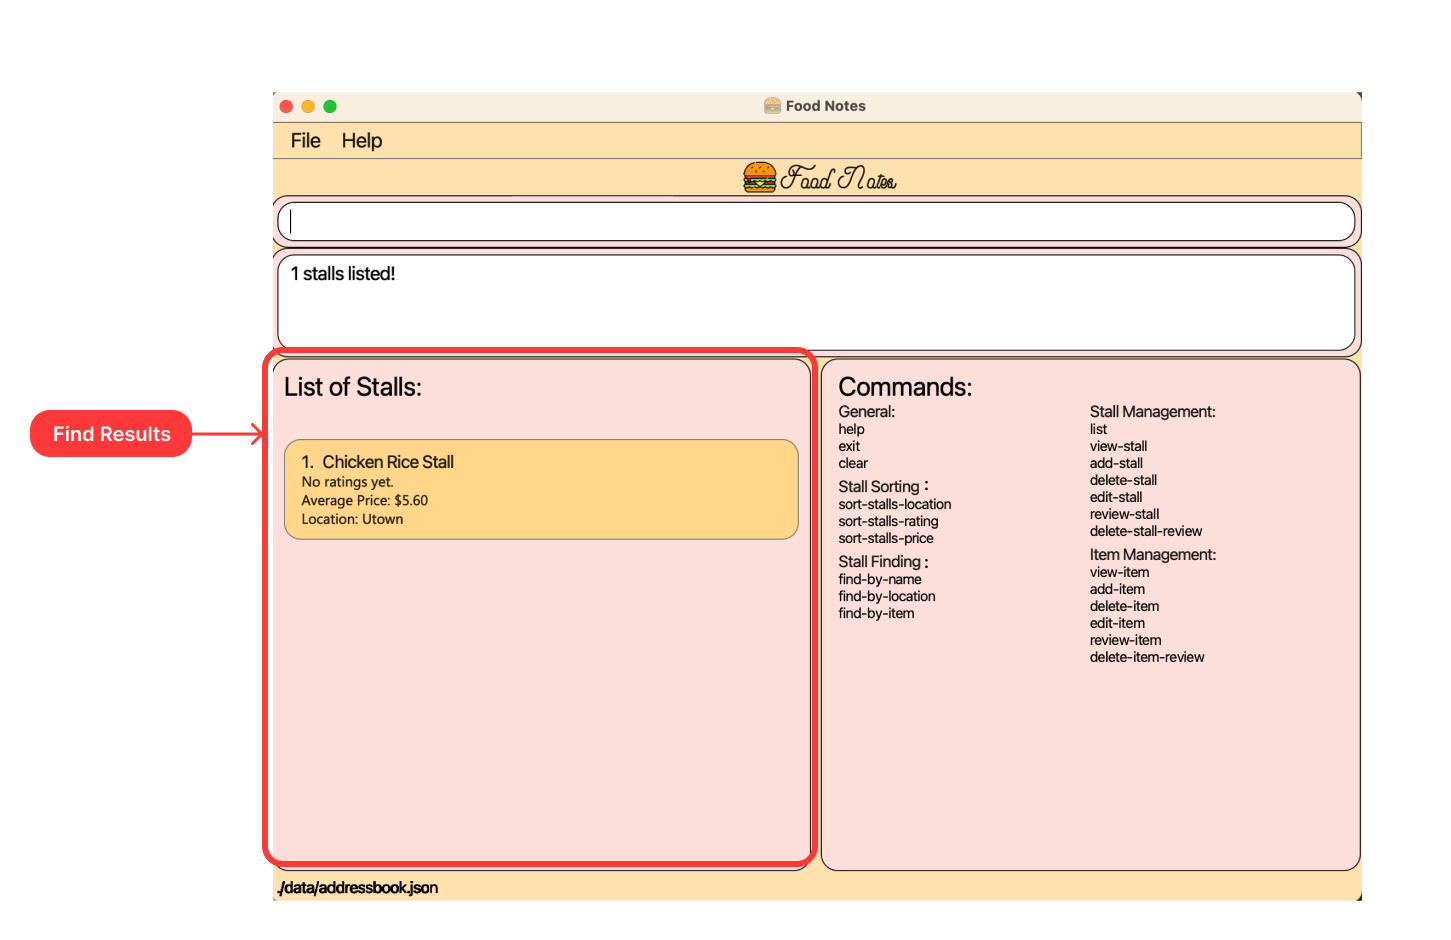 Food Notes
File Help
Food Notes
1 stalls listed!
Find Results
List of Stalls:
1. Chicken Rice Stall
No ratings yet.
Average Price: $5.60
Location: Utown
Commands:
General:
help
exit
clear
Stall Sorting :
sort-stalls-location
sort-stalls-rating
sort-stalls-price
Stall Finding :
find-by-name
find-by-location
find-by-item
Stall Management:
list
view-stall
add-stall
delete-stall
edit-stall
review-stall
delete-stall-review
Item Management:
view-item
add-item
delete-item
edit-item
review-item
delete-item-review
./data/addressbook.json